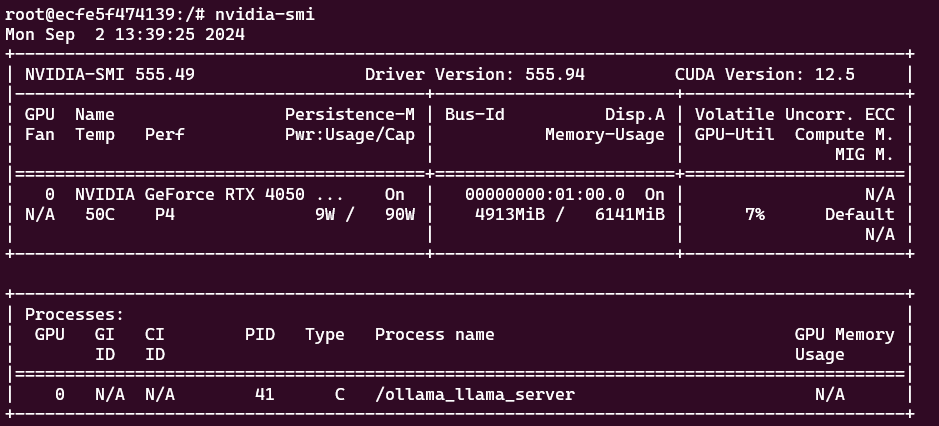 root@ecfe5f474139:/# nvidia-smi
Mon Sep  2 13:39:25 2024
+-----------------------------------------------------------------------------------------+
| NVIDIA-SMI 555.49                 Driver Version: 555.94         CUDA Version: 12.5     |
|-----------------------------------------+------------------------+----------------------+
| GPU  Name                 Persistence-M | Bus-Id          Disp.A | Volatile Uncorr. ECC |
| Fan  Temp   Perf          Pwr:Usage/Cap |           Memory-Usage | GPU-Util  Compute M. |
|                                         |                        |               MIG M. |
|=========================================+========================+======================|
|   0  NVIDIA GeForce RTX 4050 ...    On  |   00000000:01:00.0  On |                  N/A |
| N/A   50C    P4              9W /   90W |    4913MiB /   6141MiB |      7%      Default |
|                                         |                        |                  N/A |
+-----------------------------------------+------------------------+----------------------+
+-----------------------------------------------------------------------------------------+
| Processes:                                                                              |
|  GPU   GI   CI        PID   Type   Process name                              GPU Memory |
|        ID   ID                                                               Usage      |
|=========================================================================================|
|    0   N/A  N/A        41      C   /ollama_llama_server                        N/A      |
+-----------------------------------------------------------------------------------------+